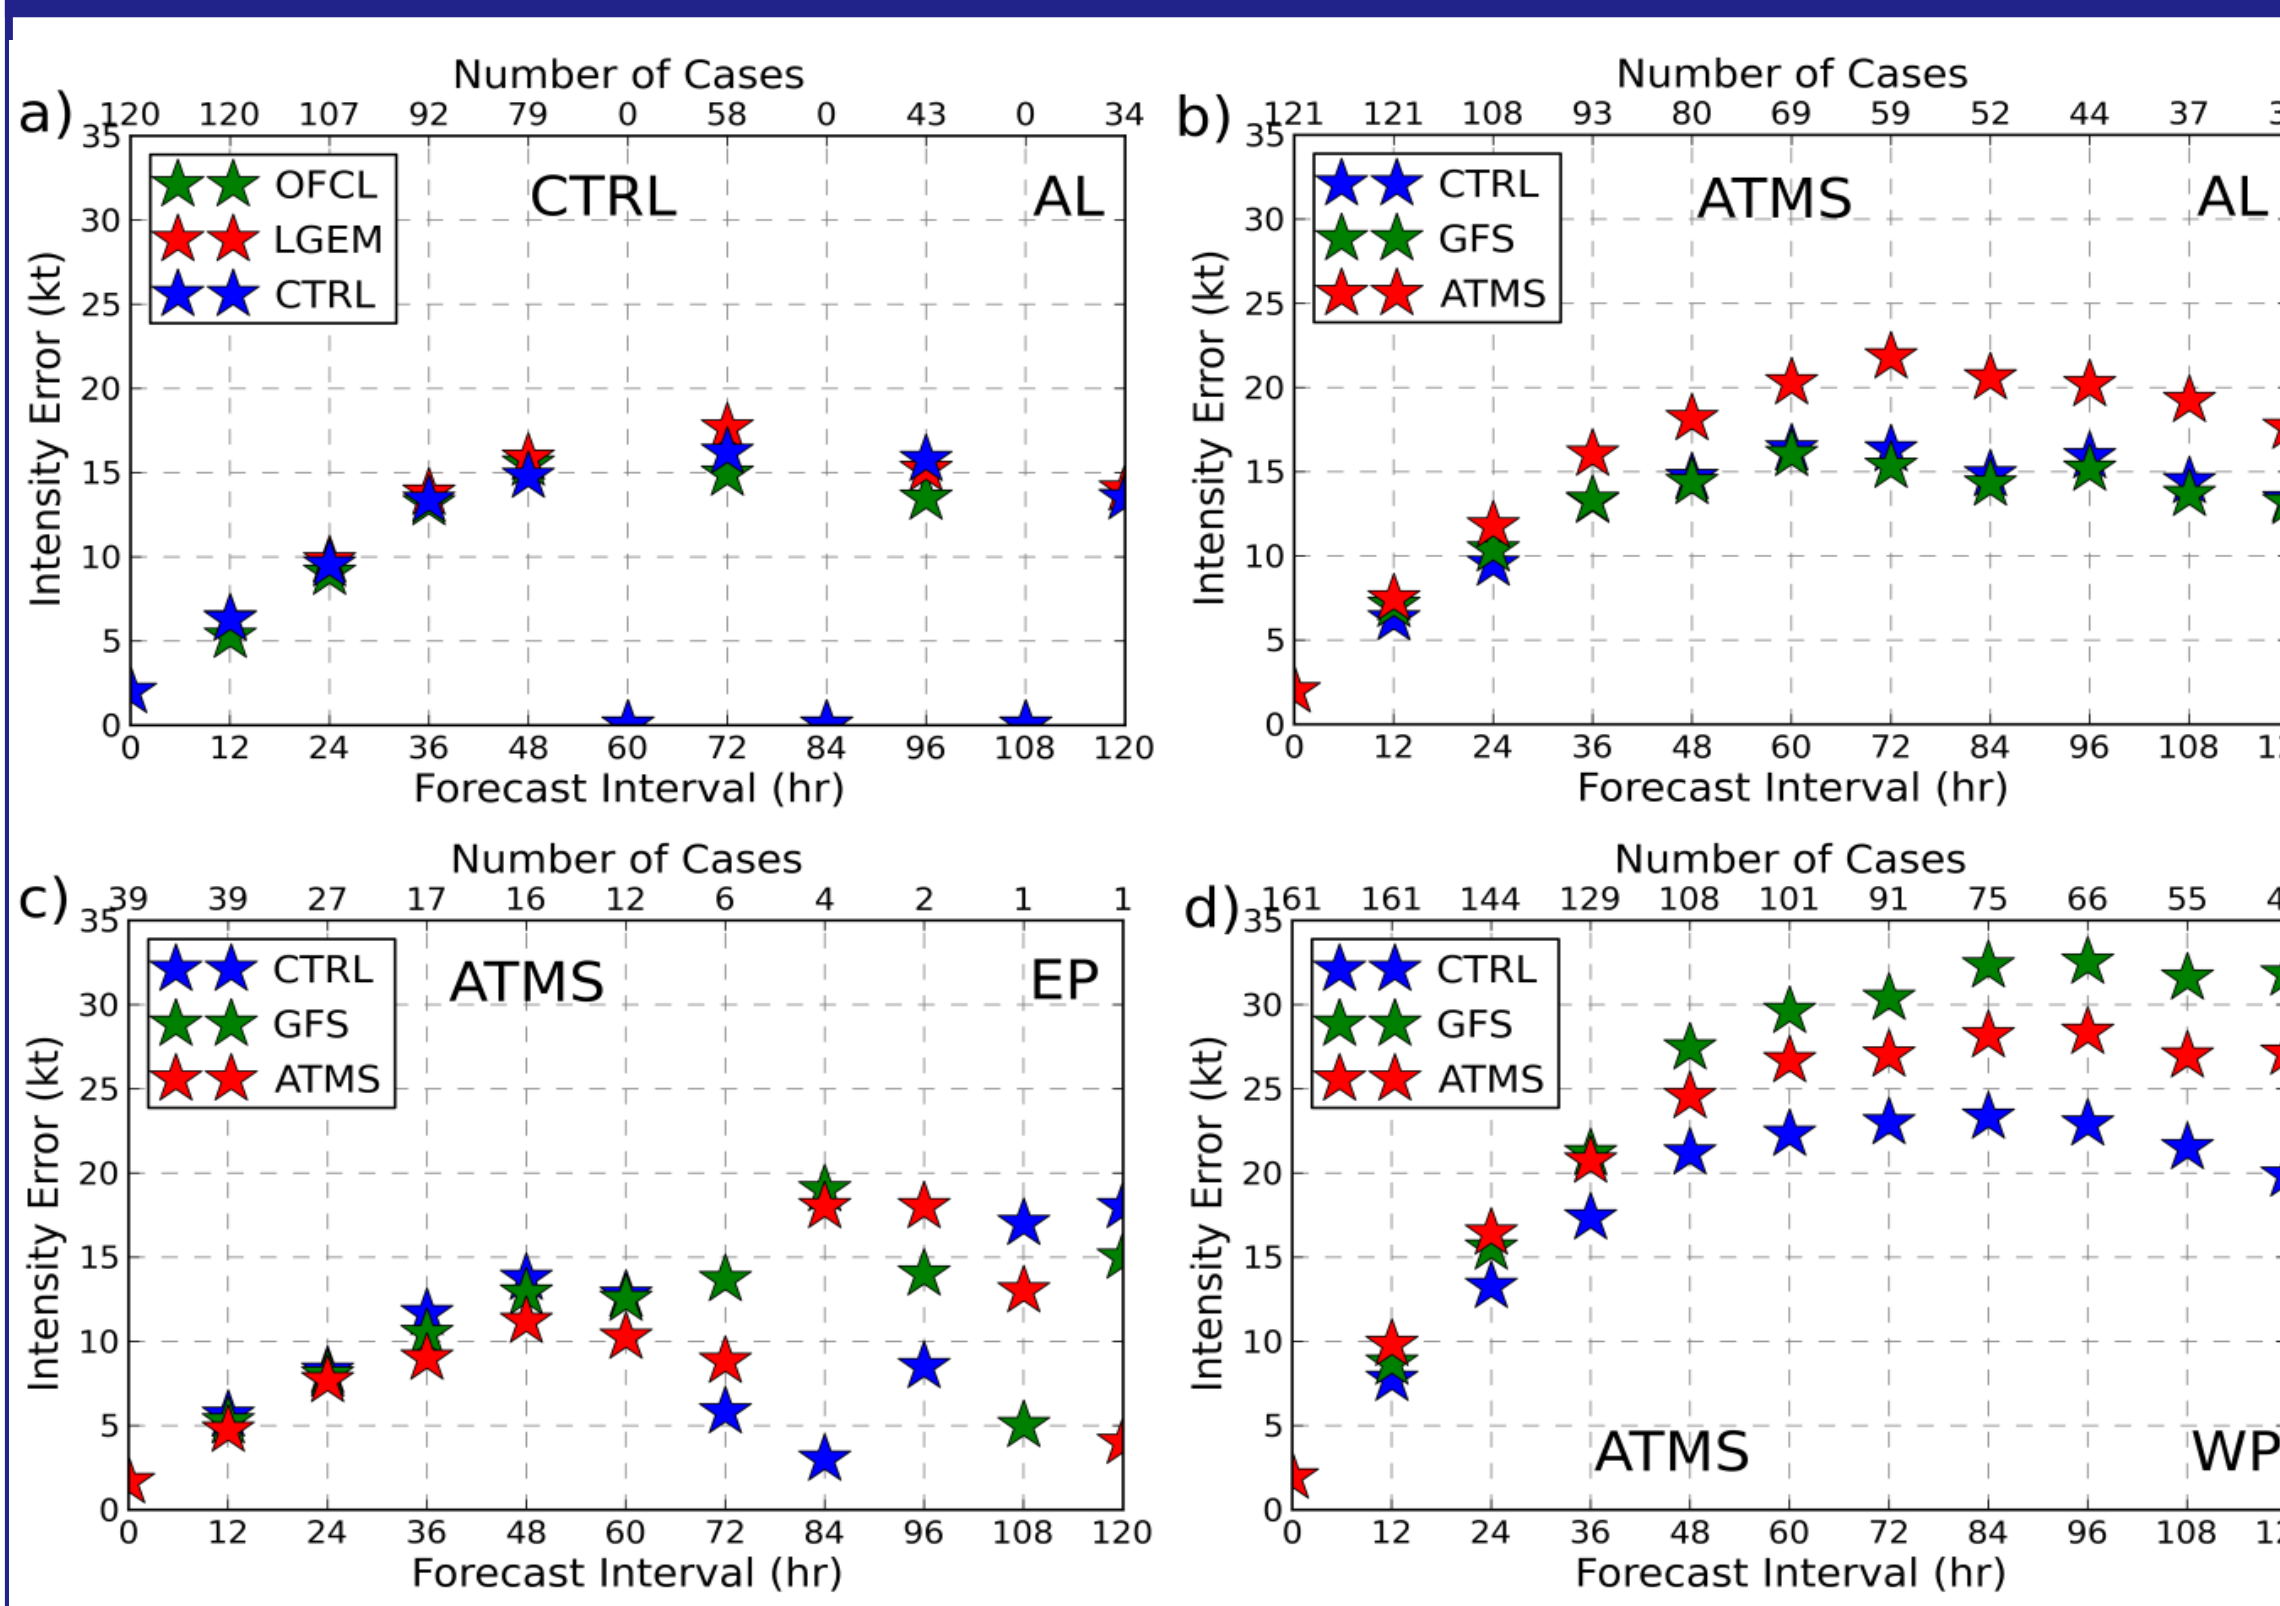 Number of Cases
a) 120 120 107 92 79 0 58 0 43 0 34
35
30
25
20
15
10
5
0
OFCL
LGEM
CTRL
CTRL
AL
Intensity Error (kt)
0 12 24 36 48 60 72 84 96 108 120
Forecast Interval (hr)
Number of Cases
b) 121 121 108 93 80 69 59 52 44 37
35
30
25
20
15
10
5
0
CTRL
GFS
ATMS
ATMS
AL
Intensity Error (kt)
0 12 24 36 48 60 72 84 96 108
Forecast Interval (hr)
Number of Cases
c) 39 39 27 17 16 12 6 4 2 1 1
35
30
25
20
15
10
5
0
CTRL
GFS
ATMS
ATMS
EP
Intensity Error (kt)
0 12 24 36 48 60 72 84 96 108 120
Forecast Interval (hr)
Number of Cases
d) 161 161 144 129 108 101 91 75 66 55
35
30
25
20
15
10
5
0
CTRL
GFS
ATMS
ATMS
WP
Intensity Error (kt)
0 12 24 36 48 60 72 84 96 108
Forecast Interval (hr)